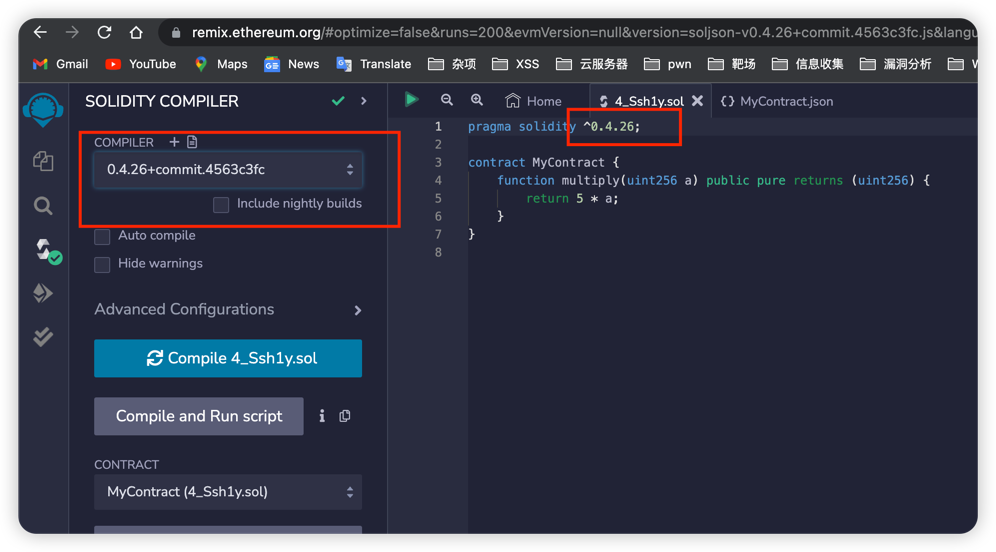 remix.ethereum.org/#optimize=false&runs=200&evmVersion=null&version=soljson-v0.4.26+commit.4563c3fc.js&langu
Gmail YouTube Maps News Translate 杂项 XSS 云服务器 pwn 靶场 信息收集 漏洞分析 W
SOLIDITY COMPILER
COMPILER
0.4.26+commit.4563c3fc
Include nightly builds
Auto compile
Hide warnings
Advanced Configurations
Compile 4_Ssh1y.sol
Compile and Run script
CONTRACT
MyContract (4_Ssh1y.sol)
Home 4_Ssh1y.sol MyContract.json
1 pragma solidity ^0.4.26;
2
3 contract MyContract {
4 function multiply(uint256 a) public pure returns (uint256) {
5 return 5 * a;
6 }
7 }
8